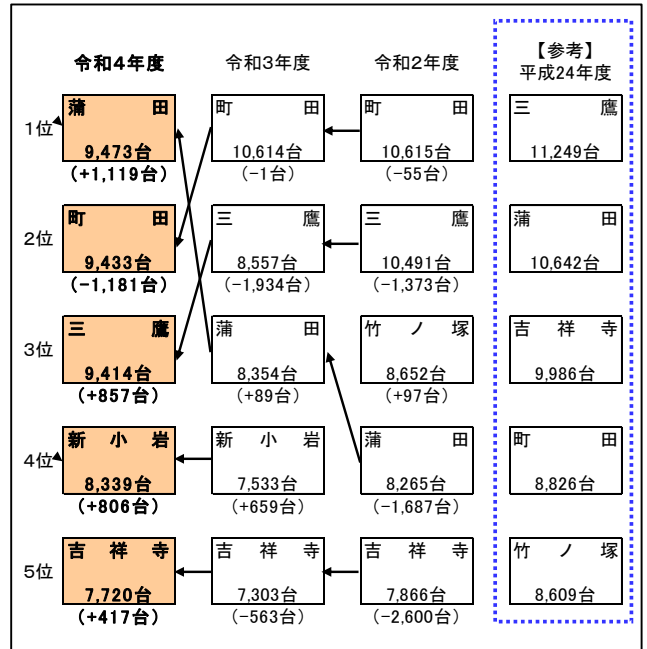 令和4年度 令和3年度 令和2年度 【参考】
平成24年度
1位
蒲田 町田 町田 三鷹
9,473台 10,614台 10,615台 11,249台
(+1,119台) (−1台) (−55台)
2位
町田 三鷹 三鷹 蒲田
9,433台 8,557台 10,491台 10,642台
(−1,181台) (−1,934台) (−1,373台)
3位
三鷹 蒲田 竹ノ塚 吉祥寺
9,414台 8,354台 8,652台 9,986台
(+857台) (+89台) (+97台)
4位
新小岩 新小岩 蒲田 町田
8,339台 7,533台 8,265台 8,826台
(+806台) (+659台) (−1,687台)
5位
吉祥寺 吉祥寺 吉祥寺 竹ノ塚
7,720台 7,303台 7,866台 8,609台
(+417台) (−563台) (−2,600台)